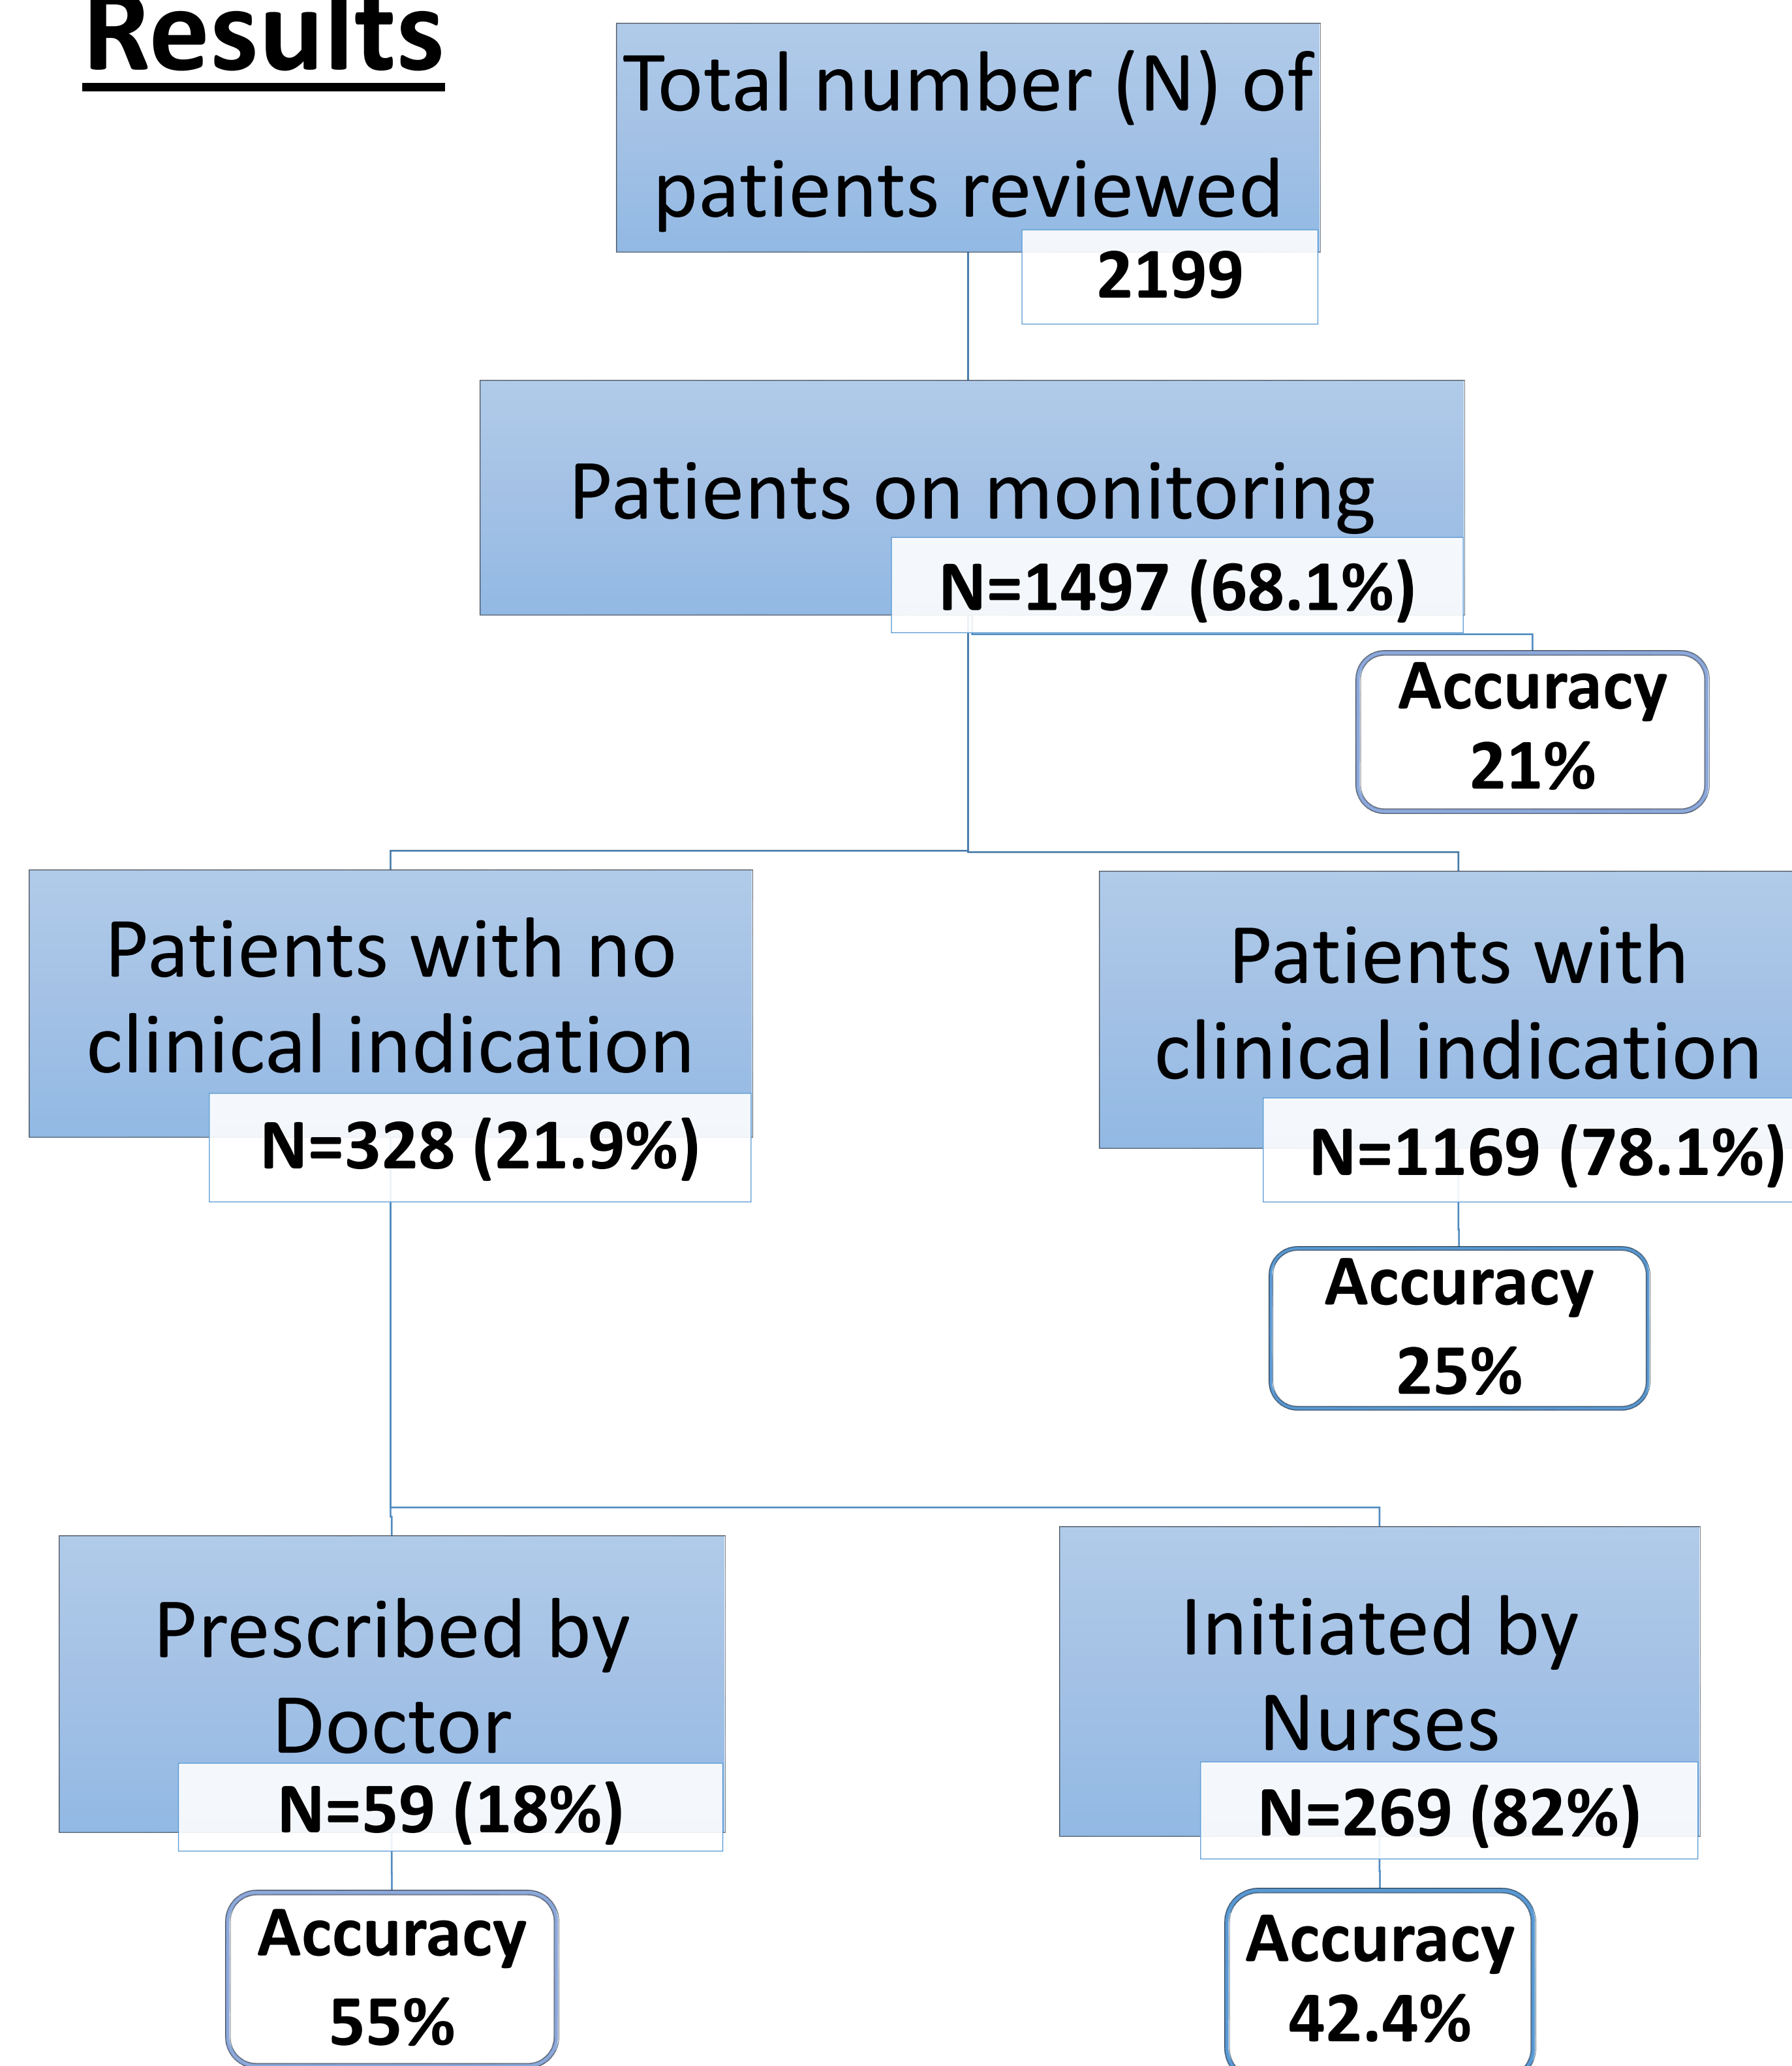 Results
Total number (N) of
patients reviewed
2199
Patients on monitoring
N=1497 (68.1%)
Accuracy
21%
Patients with no
clinical indication
N=328 (21.9%)
Patients with
clinical indication
N=1169 (78.1%)
Accuracy
25%
Prescribed by
Doctor
N=59 (18%)
Initiated by
Nurses
N=269 (82%)
Accuracy
55%
Accuracy
42.4%